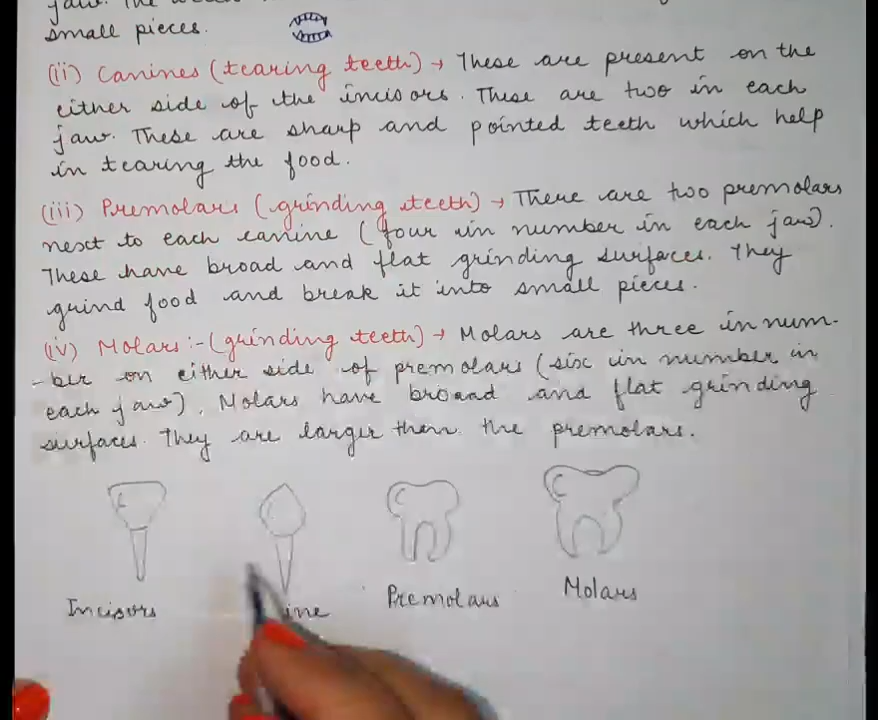 jaw. The
small pieces.
(ii) Canines (tearing teeth) → These are present on the
either side of the incisors. These are two in each
jaw. These are sharp and pointed teeth which help
in tearing the food.
(iii) Premolars (grinding teeth) → There are two premolars
next to each canine (four in number in each jaw).
These have broad and flat grinding surfaces. They
grind food and break it into small pieces.
(iv) Molars :- (grinding teeth) → Molars are three in num-
-ber on either side of premolars (six in number in
each jaw). Molars have broad and flat grinding
surfaces. They are larger then the premolars.
Incisors ine Premolars Molars